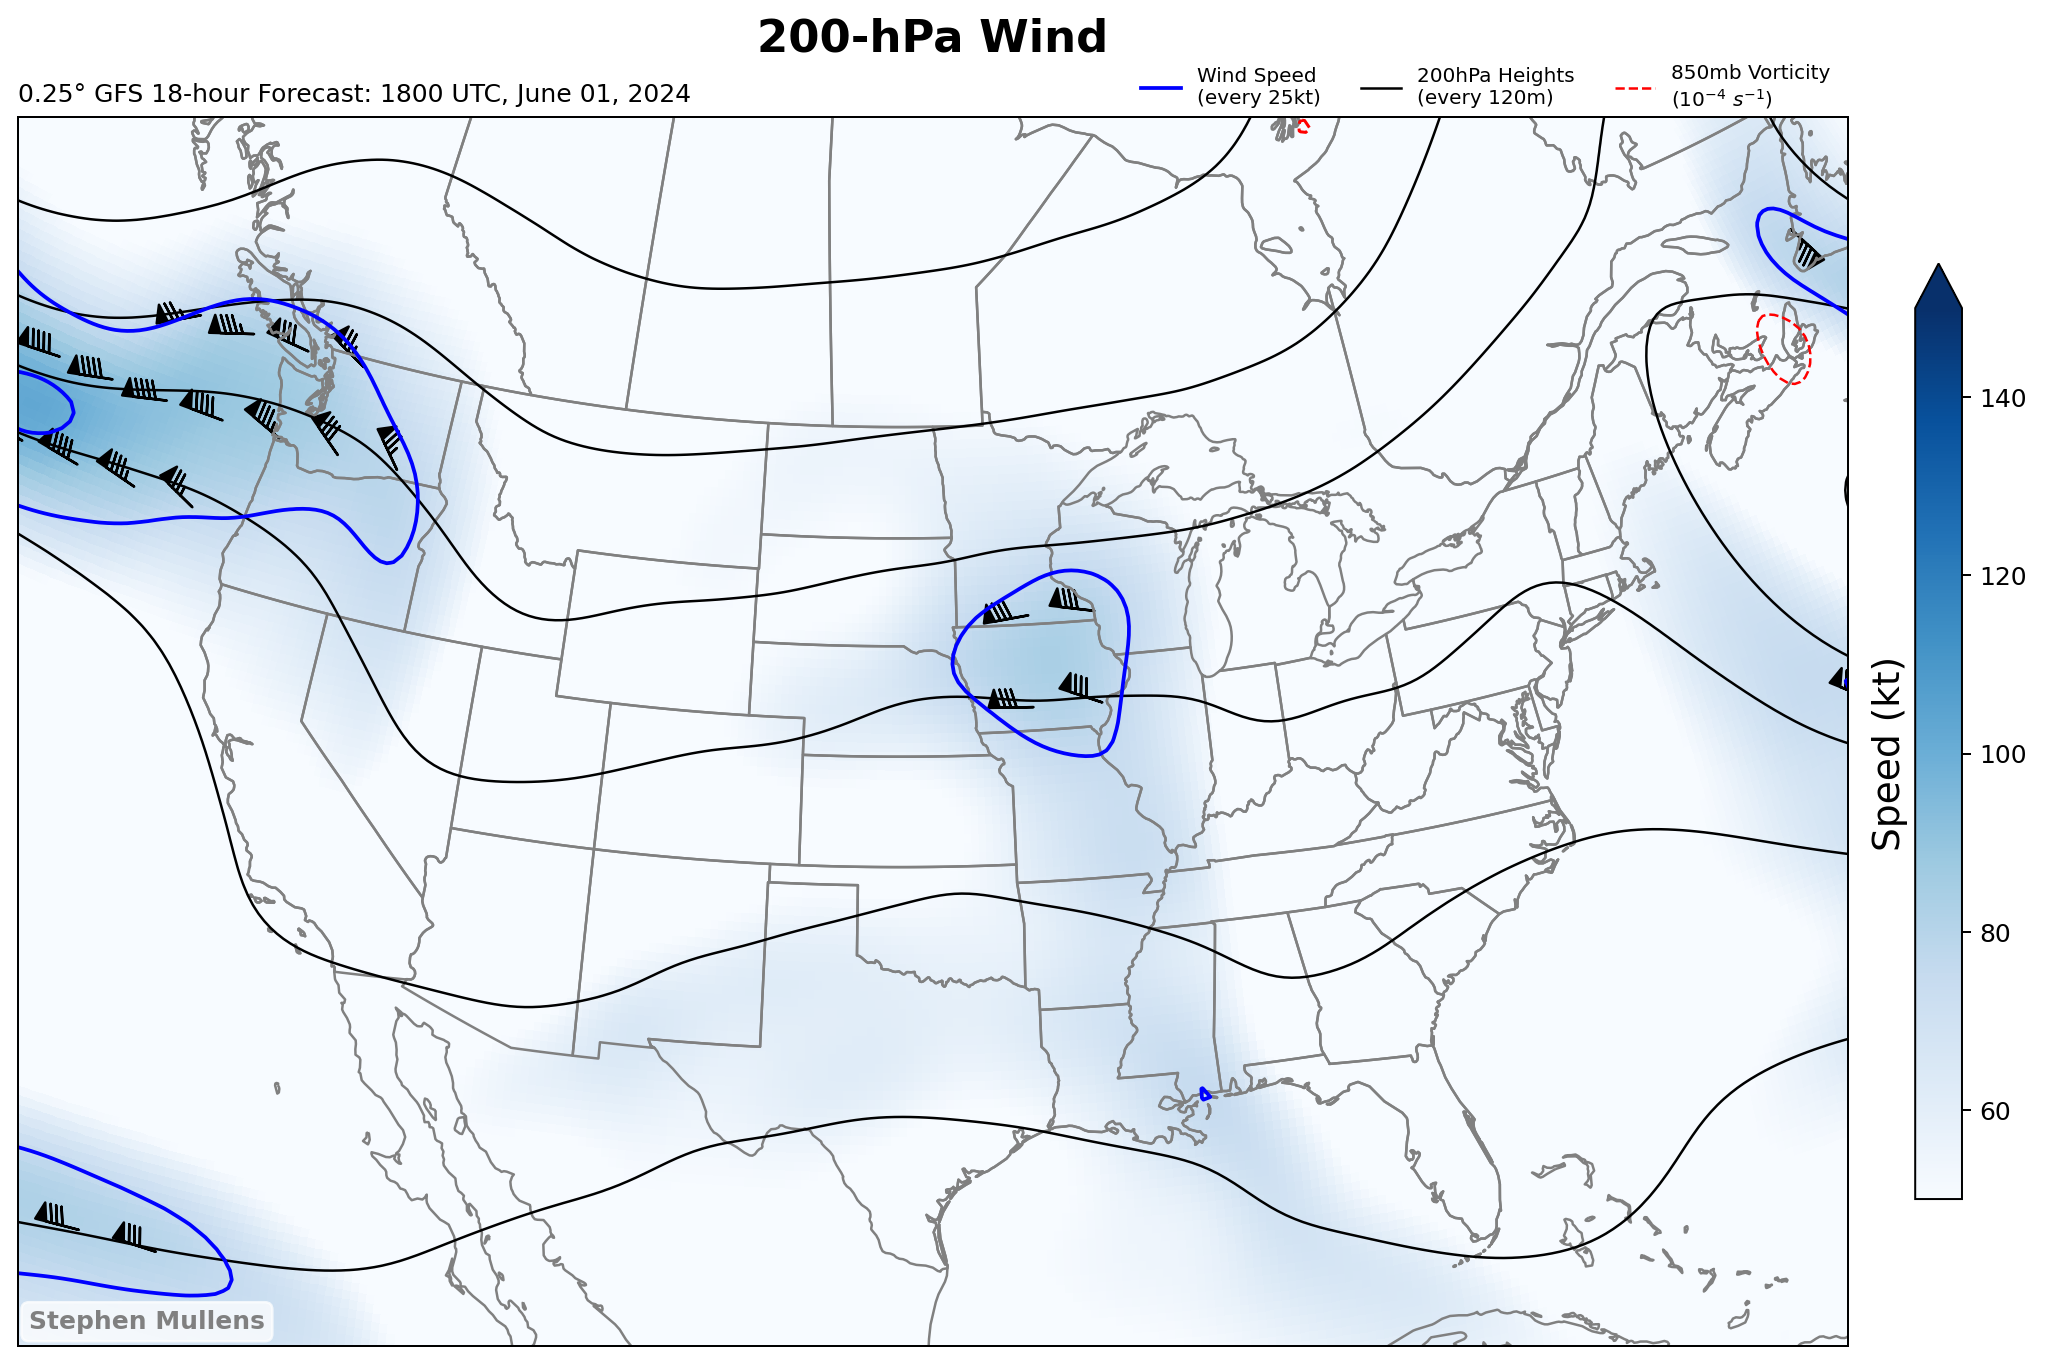 200-hPa Wind
0.25° GFS 18-hour Forecast: 1800 UTC, June 01, 2024
Wind Speed
(every 25kt)
200hPa Heights
(every 120m)
850mb Vorticity
(10⁻⁴ s⁻¹)
140
120
100
80
60
Speed (kt)
Stephen Mullens